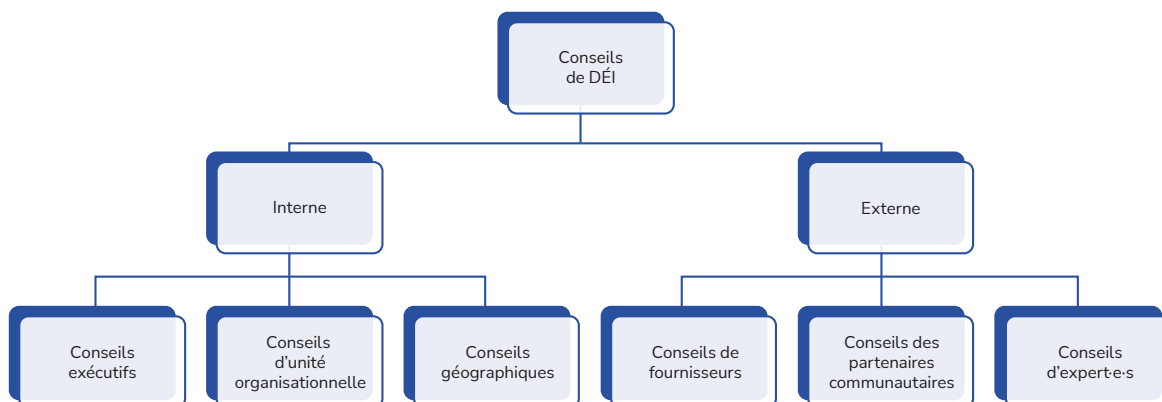 Conseils
de DÉI
Interne
Externe
Conseils
exécutifs
Conseils
d'unité
organisationnelle
Conseils
géographiques
Conseils de
fournisseurs
Conseils des
partenaires
communautaires
Conseils
d'expert·e·s